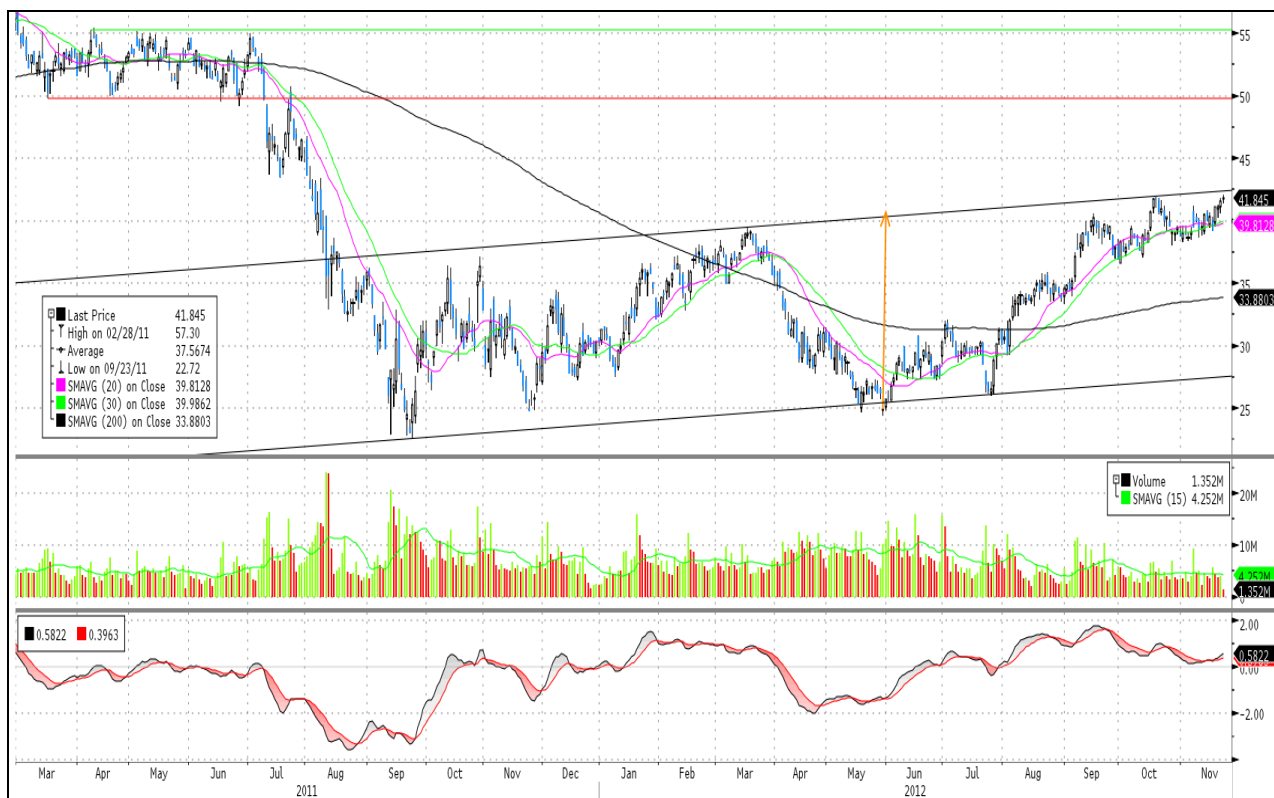 55
50
45
41.845
39.8128
35
33.8803
30
25
Last Price 41.845
High on 02/28/11 57.30
Average 37.5674
Low on 09/23/11 22.72
SMAVG (20) on Close 39.8128
SMAVG (30) on Close 39.9862
SMAVG (200) on Close 33.8803
Volume 1.352M
SMAVG (15) 4.252M
20M
10M
4.252M
1.352M
0
0.5822 0.3963
2.00
0.5822
0.00
-2.00
Mar Apr May Jun Jul Aug Sep Oct Nov Dec Jan Feb Mar Apr May Jun Jul Aug Sep Oct Nov
2011 2012